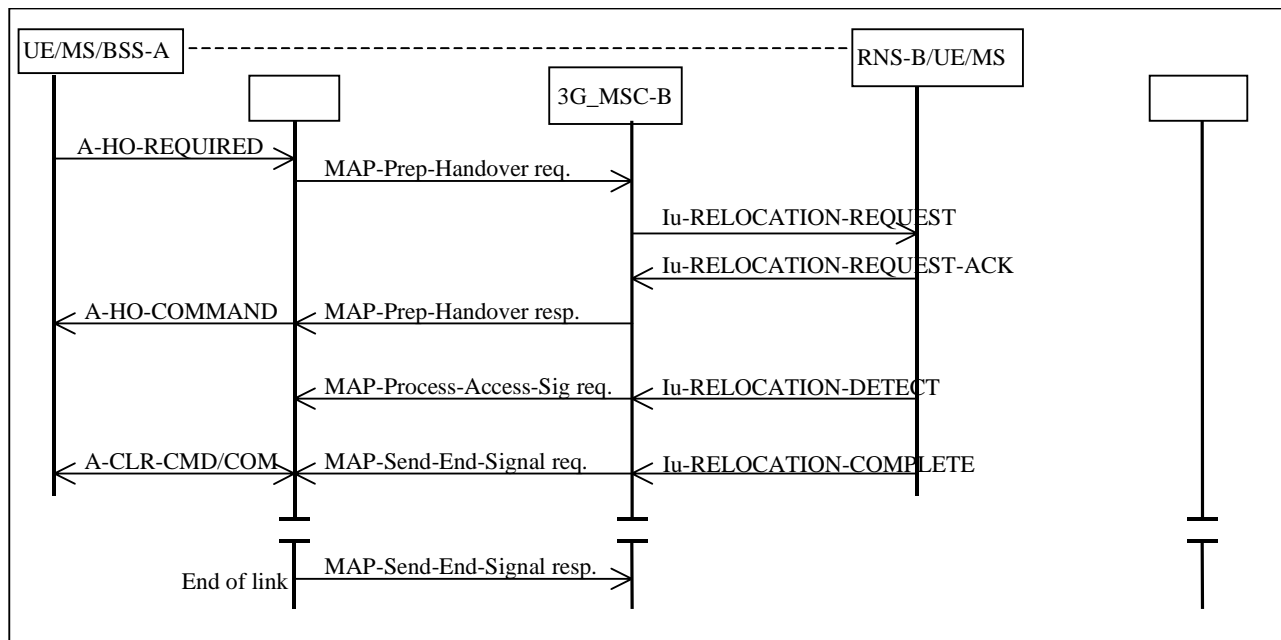 UE/MS/BSS-A
RNS-B/UE/MS
3G_MSC-B
A-HO-REQUIRED
MAP-Prep-Handover req.
Iu-RELOCATION-REQUEST
Iu-RELOCATION-REQUEST-ACK
A-HO-COMMAND
MAP-Prep-Handover resp.
MAP-Process-Access-Sig req.
Iu-RELOCATION-DETECT
A-CLR-CMD/COM
MAP-Send-End-Signal req.
Iu-RELOCATION-COMPLETE
End of link
MAP-Send-End-Signal resp.